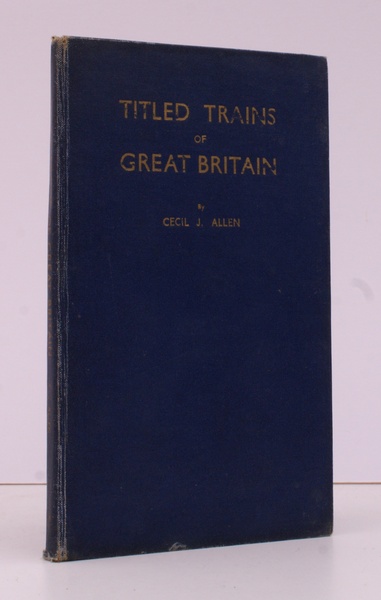 TITLED TRAINS
OF
GREAT BRITAIN
By
CECIL J. ALLEN